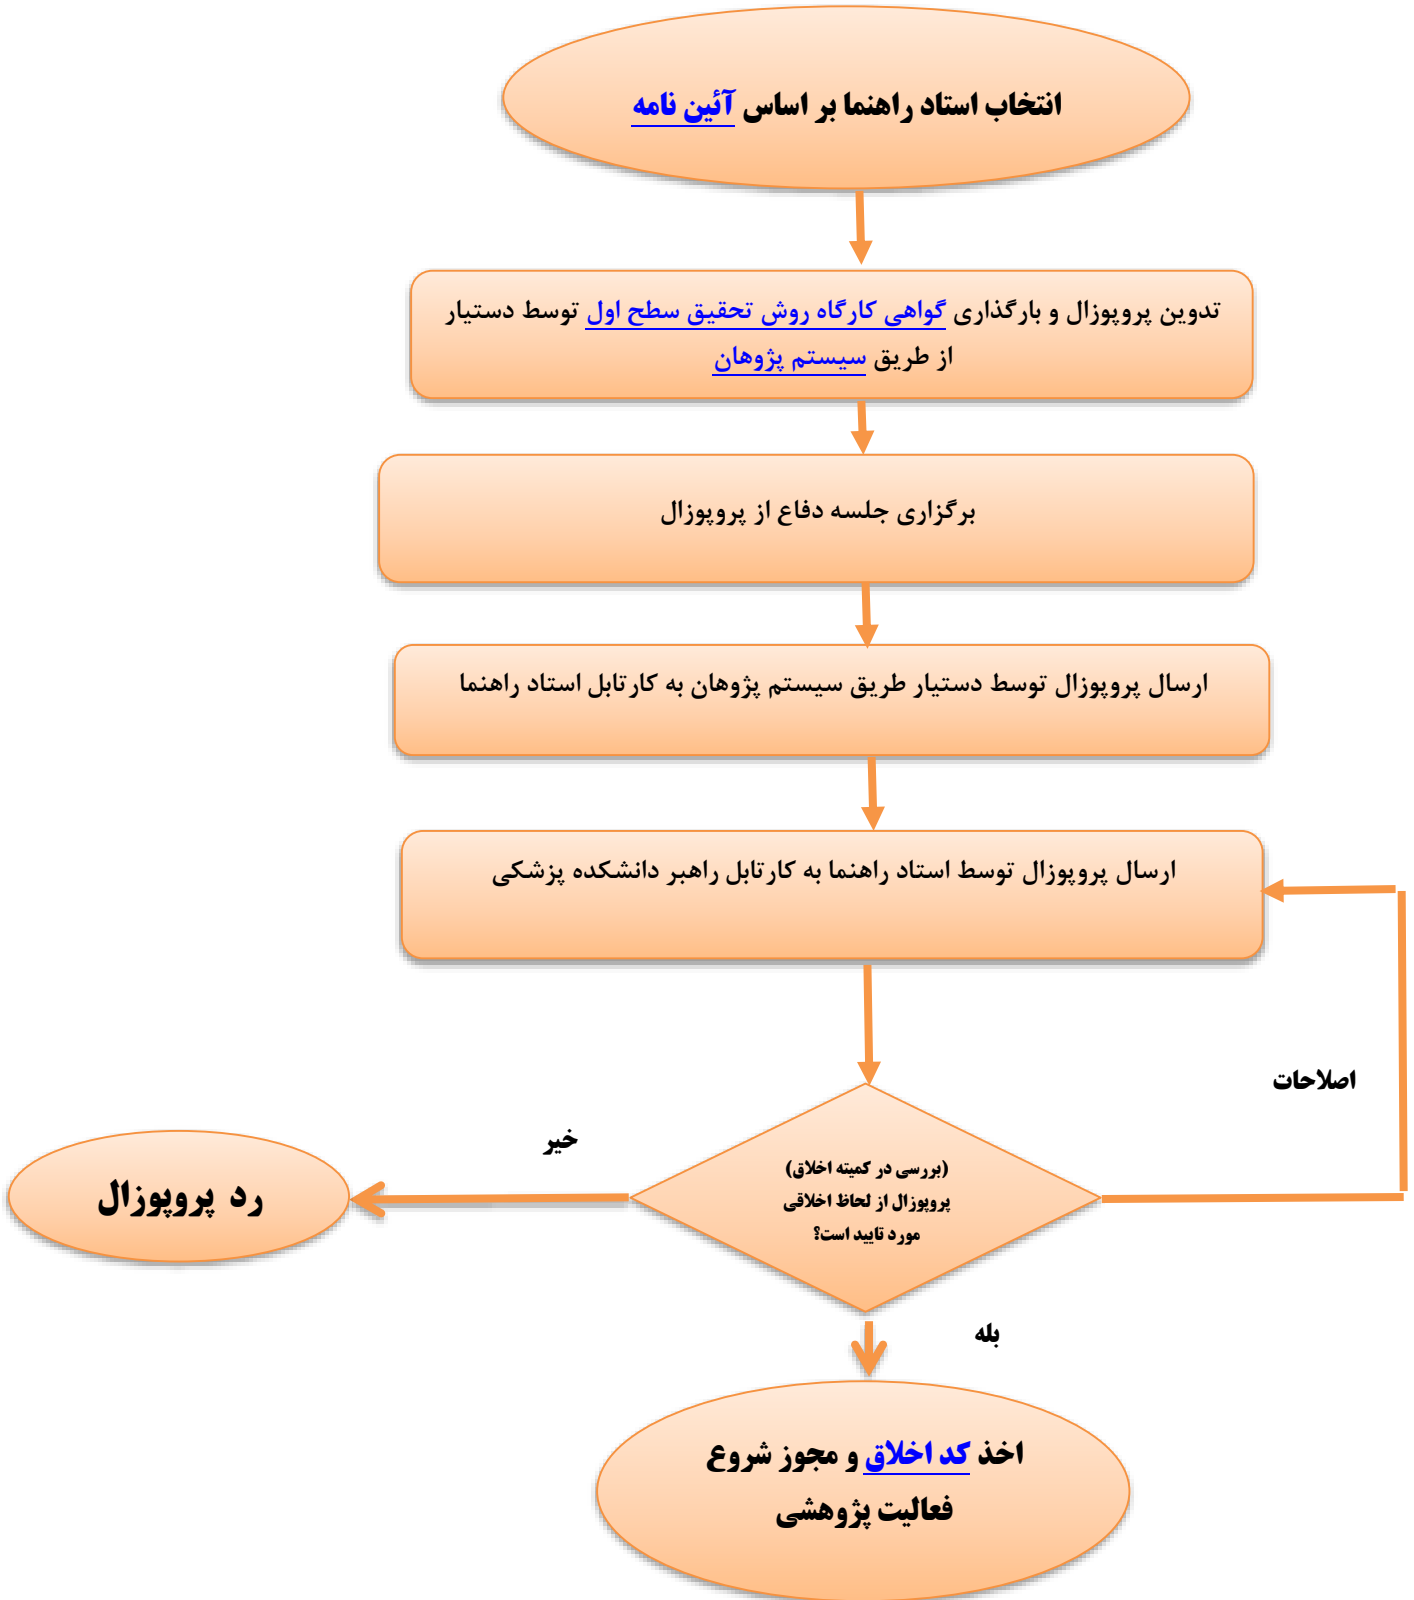 انتخاب استاد راهنما بر اساس آئین نامه
تدوین پروپوزال و بارگذاری گواهی کارگاه روش تحقیق سطح اول توسط دستیار
از طریق سیستم پژوهان
برگزاری جلسه دفاع از پروپوزال
ارسال پروپوزال توسط دستیار طریق سیستم پژوهان به کارتابل استاد راهنما
ارسال پروپوزال توسط استاد راهنما به کارتابل راهبر دانشکده پزشکی
اصلاحات
خیر
(بررسی در کمیته اخلاق)
پروپوزال از لحاظ اخلاقی
مورد تایید است؟
رد پروپوزال
بله
اخذ کد اخلاق و مجوز شروع
فعالیت پژوهشی